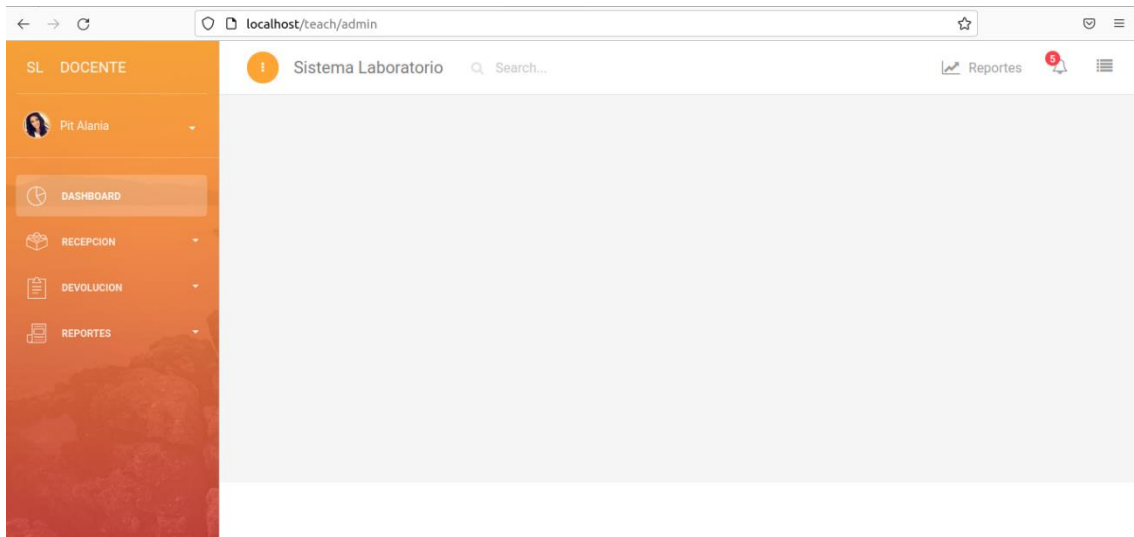 localhost/teach/admin
SL DOCENTE
Sistema Laboratorio
Search...
Reportes
5
Pit Alania
DASHBOARD
RECEPCION
DEVOLUCION
REPORTES